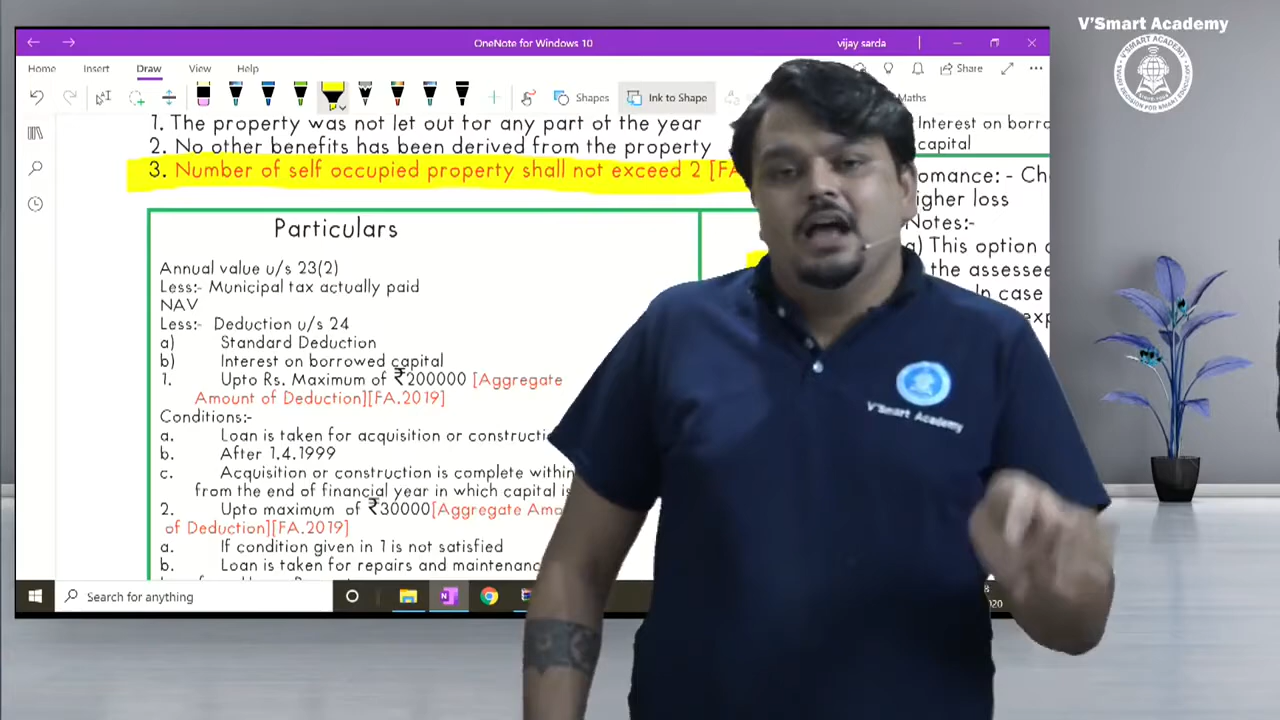 V'Smart Academy
OneNote for Windows 10
vijay sarda
Home Insert Draw View Help
Share
Shapes
Ink to Shape
Maths
1. The property was not let out for any part of the year
2. No other benefits has been derived from the property
3. Number of self occupied property shall not exceed 2 [FA
Particulars
Annual value u/s 23(2)
Less:- Municipal tax actually paid
NAV
Less:- Deduction u/s 24
a) Standard Deduction
b) Interest on borrowed capital
1. Upto Rs. Maximum of ₹200000 [Aggregate
Amount of Deduction][FA.2019]
Conditions:-
a. Loan is taken for acquisition or constructi
b. After 1.4.1999
c. Acquisition or construction is complete within
from the end of financial year in which capital is
2. Upto maximum of ₹30000[Aggregate Amo
of Deduction][FA.2019]
a. If condition given in 1 is not satisfied
b. Loan is taken for repairs and maintenanc
Interest on borro
capital
omance: - Ch
igher loss
Notes:-
a) This option
the assessee
In case
exp
Search for anything
V'Smart Academy